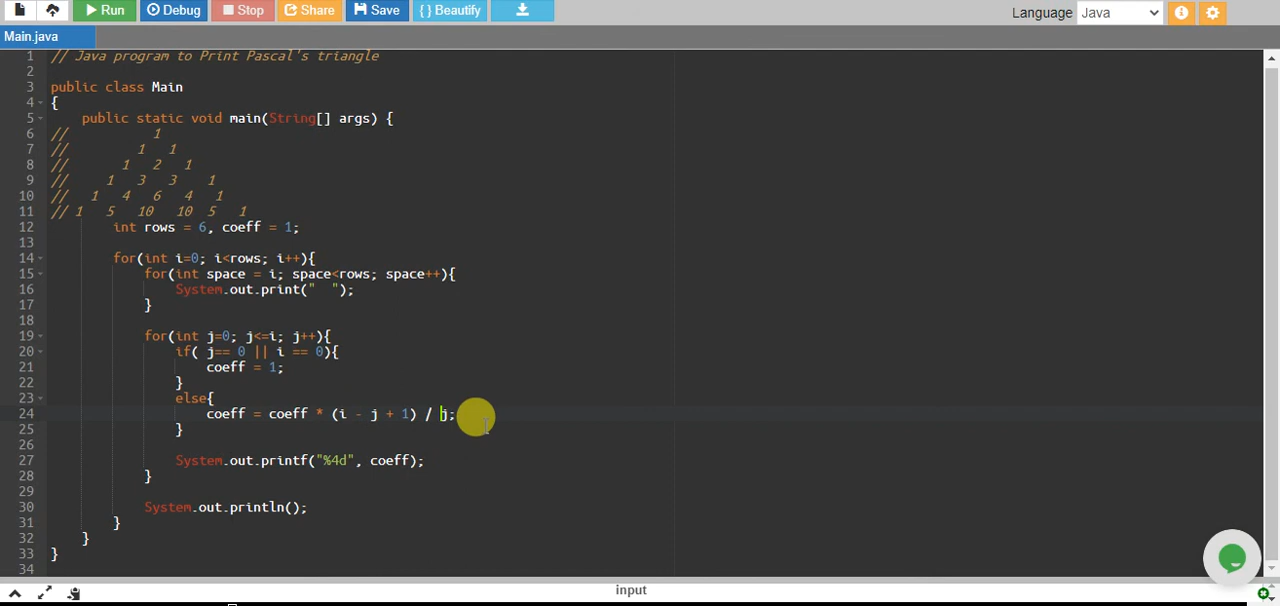 Run Debug Stop Share Save { } Beautify Language Java
Main.java
1 // Java program to Print Pascal's triangle
2
3 public class Main
4 {
5 public static void main(String[] args) {
6 // 1
7 // 1 1
8 // 1 2 1
9 // 1 3 3 1
10 // 1 4 6 4 1
11 // 1 5 10 10 5 1
12 int rows = 6, coeff = 1;
13
14 for(int i=0; i<rows; i++){
15 for(int space = i; space<rows; space++){
16 System.out.print("  ");
17 }
18
19 for(int j=0; j<=i; j++){
20 if( j== 0 || i == 0){
21 coeff = 1;
22 }
23 else{
24 coeff = coeff * (i - j + 1) / j;
25 }
26
27 System.out.printf("%4d", coeff);
28 }
29
30 System.out.println();
31 }
32 }
33 }
34
input